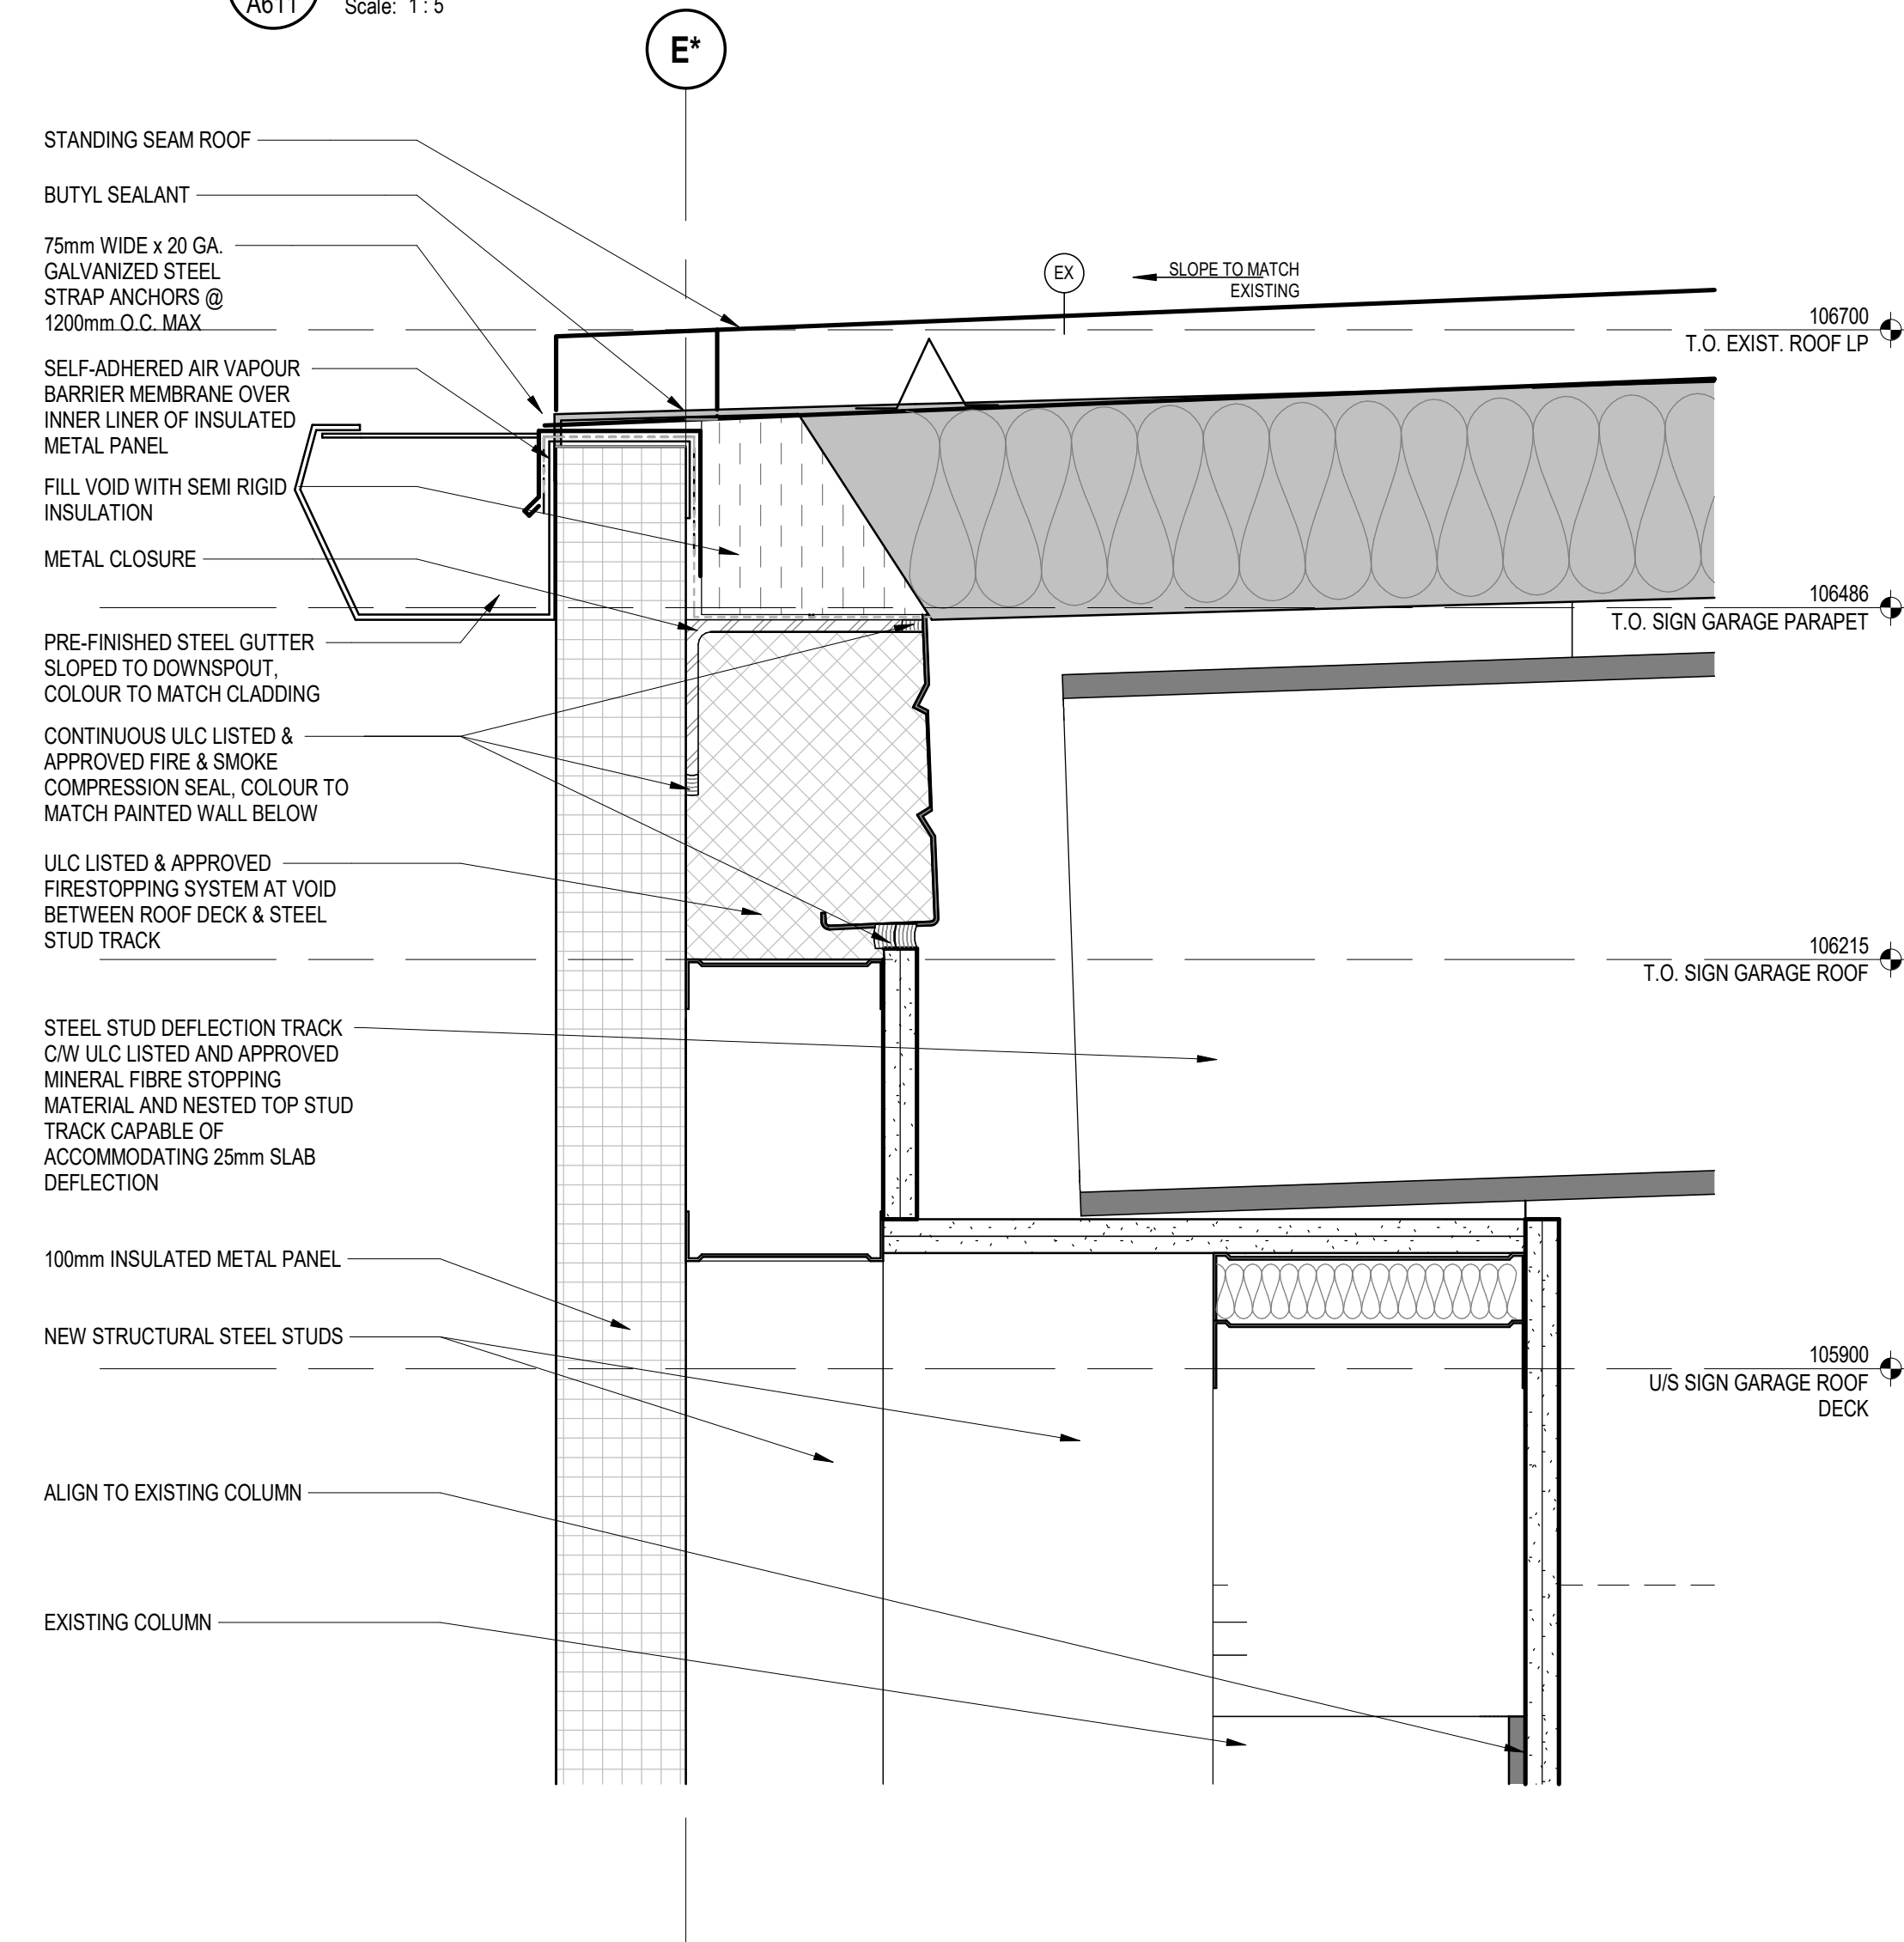 A611
Scale: 1 : 5
E*
STANDING SEAM ROOF
BUTYL SEALANT
75mm WIDE x 20 GA.
GALVANIZED STEEL
STRAP ANCHORS @
1200mm O.C. MAX
SELF-ADHERED AIR VAPOUR
BARRIER MEMBRANE OVER
INNER LINER OF INSULATED
METAL PANEL
FILL VOID WITH SEMI RIGID
INSULATION
METAL CLOSURE
PRE-FINISHED STEEL GUTTER
SLOPED TO DOWNSPOUT,
COLOUR TO MATCH CLADDING
CONTINUOUS ULC LISTED &
APPROVED FIRE & SMOKE
COMPRESSION SEAL, COLOUR TO
MATCH PAINTED WALL BELOW
ULC LISTED & APPROVED
FIRESTOPPING SYSTEM AT VOID
BETWEEN ROOF DECK & STEEL
STUD TRACK
STEEL STUD DEFLECTION TRACK
C/W ULC LISTED AND APPROVED
MINERAL FIBRE STOPPING
MATERIAL AND NESTED TOP STUD
TRACK CAPABLE OF
ACCOMMODATING 25mm SLAB
DEFLECTION
100mm INSULATED METAL PANEL
NEW STRUCTURAL STEEL STUDS
ALIGN TO EXISTING COLUMN
EXISTING COLUMN
EX
SLOPE TO MATCH
EXISTING
106700
T.O. EXIST. ROOF LP
106486
T.O. SIGN GARAGE PARAPET
106215
T.O. SIGN GARAGE ROOF
105900
U/S SIGN GARAGE ROOF
DECK